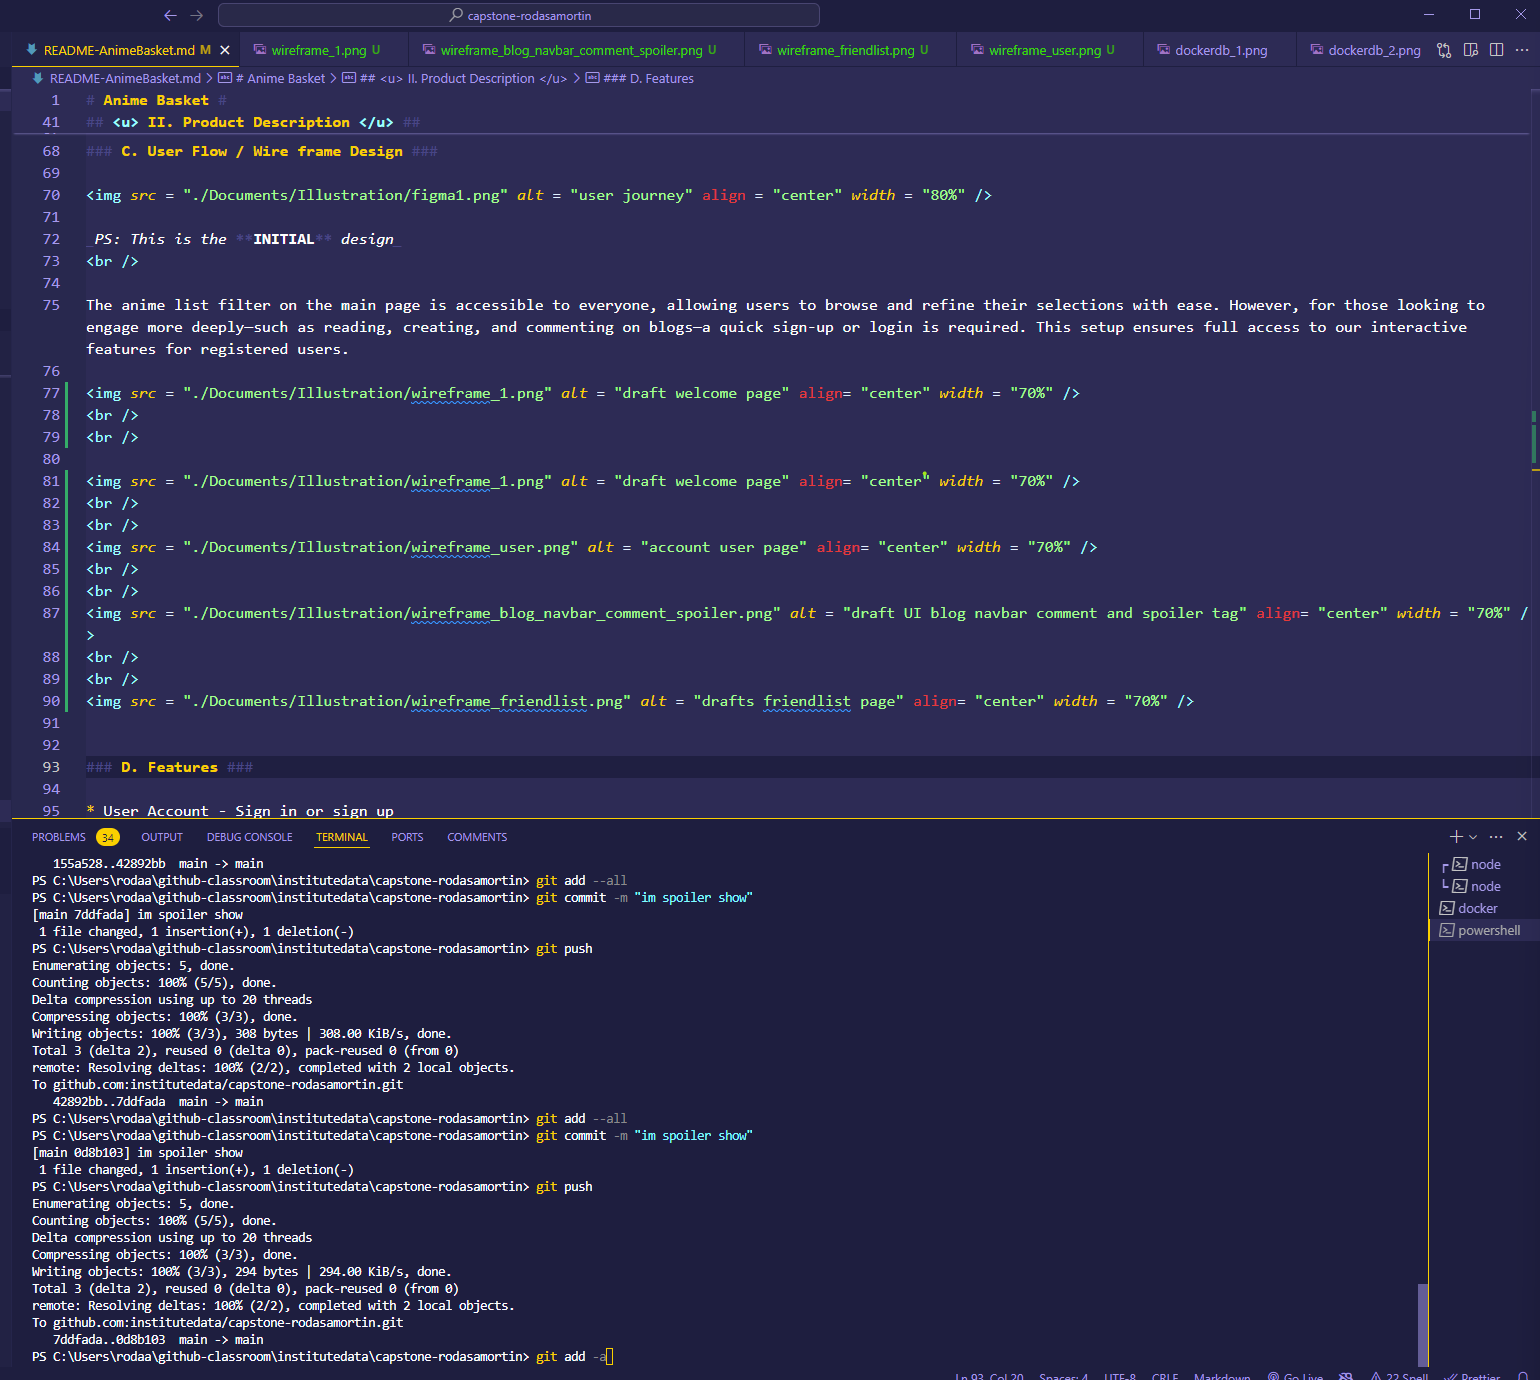 capstone-rodasamortin
README-AnimeBasket.md M
wireframe_1.png U
wireframe_blog_navbar_comment_spoiler.png U
wireframe_friendlist.png U
wireframe_user.png U
dockerdb_1.png
dockerdb_2.png
README-AnimeBasket.md > # Anime Basket > ## <u> II. Product Description </u> > ### D. Features
1 # Anime Basket #
41 ## <u> II. Product Description </u> ##
68 ### C. User Flow / Wire frame Design ###
69
70 <img src = "./Documents/Illustration/figma1.png" alt = "user journey" align = "center" width = "80%" />
71
72 _PS: This is the **INITIAL** design_
73 <br />
74
75 The anime list filter on the main page is accessible to everyone, allowing users to browse and refine their selections with ease. However, for those looking to
engage more deeply—such as reading, creating, and commenting on blogs—a quick sign-up or login is required. This setup ensures full access to our interactive
features for registered users.
76
77 <img src = "./Documents/Illustration/wireframe_1.png" alt = "draft welcome page" align= "center" width = "70%" />
78 <br />
79 <br />
80
81 <img src = "./Documents/Illustration/wireframe_1.png" alt = "draft welcome page" align= "center" width = "70%" />
82 <br />
83 <br />
84 <img src = "./Documents/Illustration/wireframe_user.png" alt = "account user page" align= "center" width = "70%" />
85 <br />
86 <br />
87 <img src = "./Documents/Illustration/wireframe_blog_navbar_comment_spoiler.png" alt = "draft UI blog navbar comment and spoiler tag" align= "center" width = "70%" /
>
88 <br />
89 <br />
90 <img src = "./Documents/Illustration/wireframe_friendlist.png" alt = "drafts friendlist page" align= "center" width = "70%" />
91
92
93 ### D. Features ###
94
95 * User Account - Sign in or sign up
PROBLEMS 34 OUTPUT DEBUG CONSOLE TERMINAL PORTS COMMENTS
155a528..42892bb main -> main
PS C:\Users\rodaa\github-classroom\institutedata\capstone-rodasamortin> git add --all
PS C:\Users\rodaa\github-classroom\institutedata\capstone-rodasamortin> git commit -m "im spoiler show"
[main 7ddfada] im spoiler show
1 file changed, 1 insertion(+), 1 deletion(-)
PS C:\Users\rodaa\github-classroom\institutedata\capstone-rodasamortin> git push
Enumerating objects: 5, done.
Counting objects: 100% (5/5), done.
Delta compression using up to 20 threads
Compressing objects: 100% (3/3), done.
Writing objects: 100% (3/3), 308 bytes | 308.00 KiB/s, done.
Total 3 (delta 2), reused 0 (delta 0), pack-reused 0 (from 0)
remote: Resolving deltas: 100% (2/2), completed with 2 local objects.
To github.com:institutedata/capstone-rodasamortin.git
42892bb..7ddfada main -> main
PS C:\Users\rodaa\github-classroom\institutedata\capstone-rodasamortin> git add --all
PS C:\Users\rodaa\github-classroom\institutedata\capstone-rodasamortin> git commit -m "im spoiler show"
[main 0d8b103] im spoiler show
1 file changed, 1 insertion(+), 1 deletion(-)
PS C:\Users\rodaa\github-classroom\institutedata\capstone-rodasamortin> git push
Enumerating objects: 5, done.
Counting objects: 100% (5/5), done.
Delta compression using up to 20 threads
Compressing objects: 100% (3/3), done.
Writing objects: 100% (3/3), 294 bytes | 294.00 KiB/s, done.
Total 3 (delta 2), reused 0 (delta 0), pack-reused 0 (from 0)
remote: Resolving deltas: 100% (2/2), completed with 2 local objects.
To github.com:institutedata/capstone-rodasamortin.git
7ddfada..0d8b103 main -> main
PS C:\Users\rodaa\github-classroom\institutedata\capstone-rodasamortin> git add -a
node
node
docker
powershell
Ln 93, Col 20 Spaces: 4 UTF-8 CRLF Markdown Go Live 22 Spell Prettier